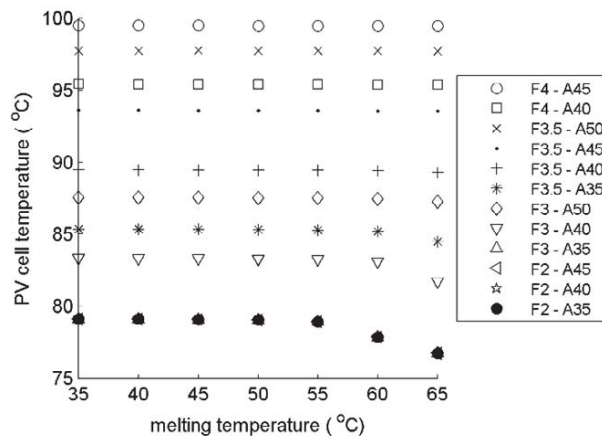 100
95
90
85
80
75
PV cell temperature ( °C)
35 40 45 50 55 60 65
melting temperature ( °C)
F4 - A45
F4 - A40
F3.5 - A50
F3.5 - A45
F3.5 - A40
F3.5 - A35
F3 - A50
F3 - A40
F3 - A35
F2 - A45
F2 - A40
F2 - A35